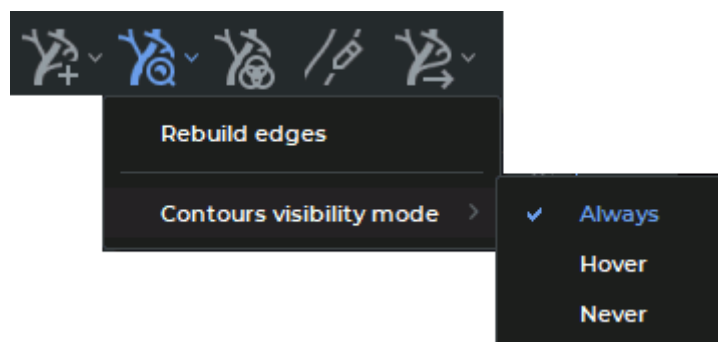 Rebuild edges
Contours visibility mode
Always
Hover
Never